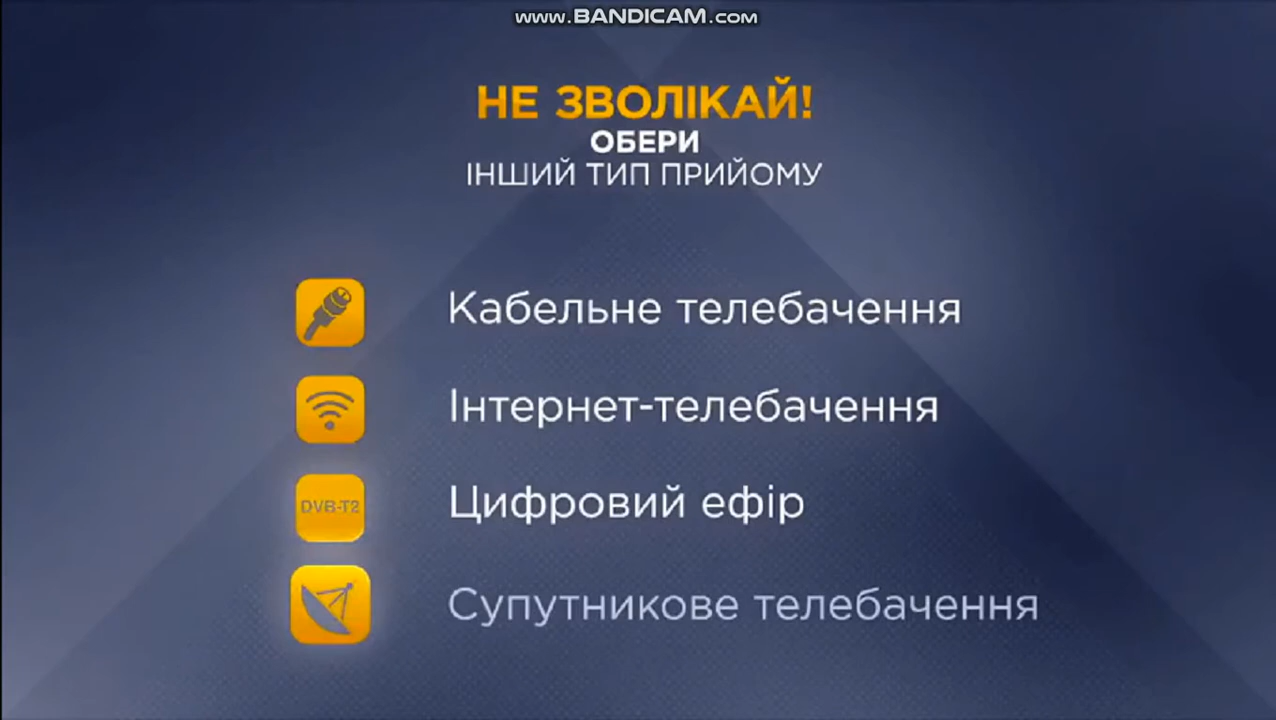 www.BANDICAM.com
НЕ ЗВОЛІКАЙ!
ОБЕРИ
ІНШИЙ ТИП ПРИЙОМУ
Кабельне телебачення
Інтернет-телебачення
DVB-T2
Цифровий ефір
Супутникове телебачення